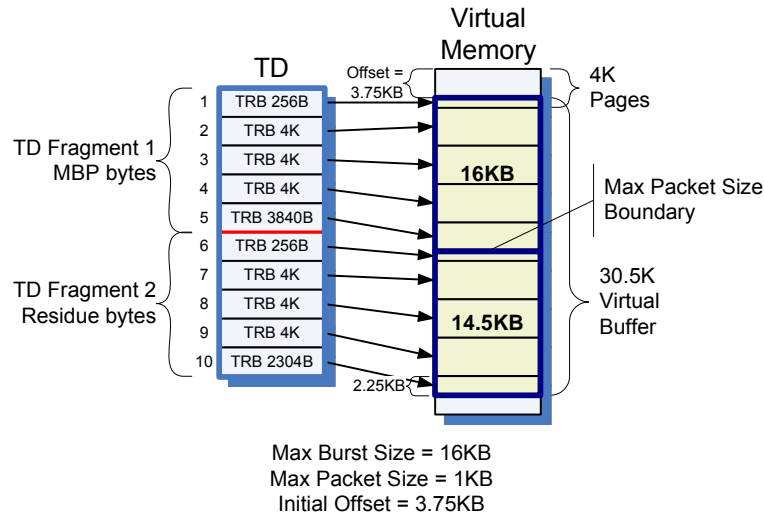 Virtual
Memory
TD
Offset =
3.75KB
4K
Pages
1 TRB 256B
2 TRB 4K
3 TRB 4K
4 TRB 4K
5 TRB 3840B
6 TRB 256B
7 TRB 4K
8 TRB 4K
9 TRB 4K
10 TRB 2304B
TD Fragment 1
MBP bytes
TD Fragment 2
Residue bytes
16KB
14.5KB
2.25KB
Max Packet Size
Boundary
30.5K
Virtual
Buffer
Max Burst Size = 16KB
Max Packet Size = 1KB
Initial Offset = 3.75KB